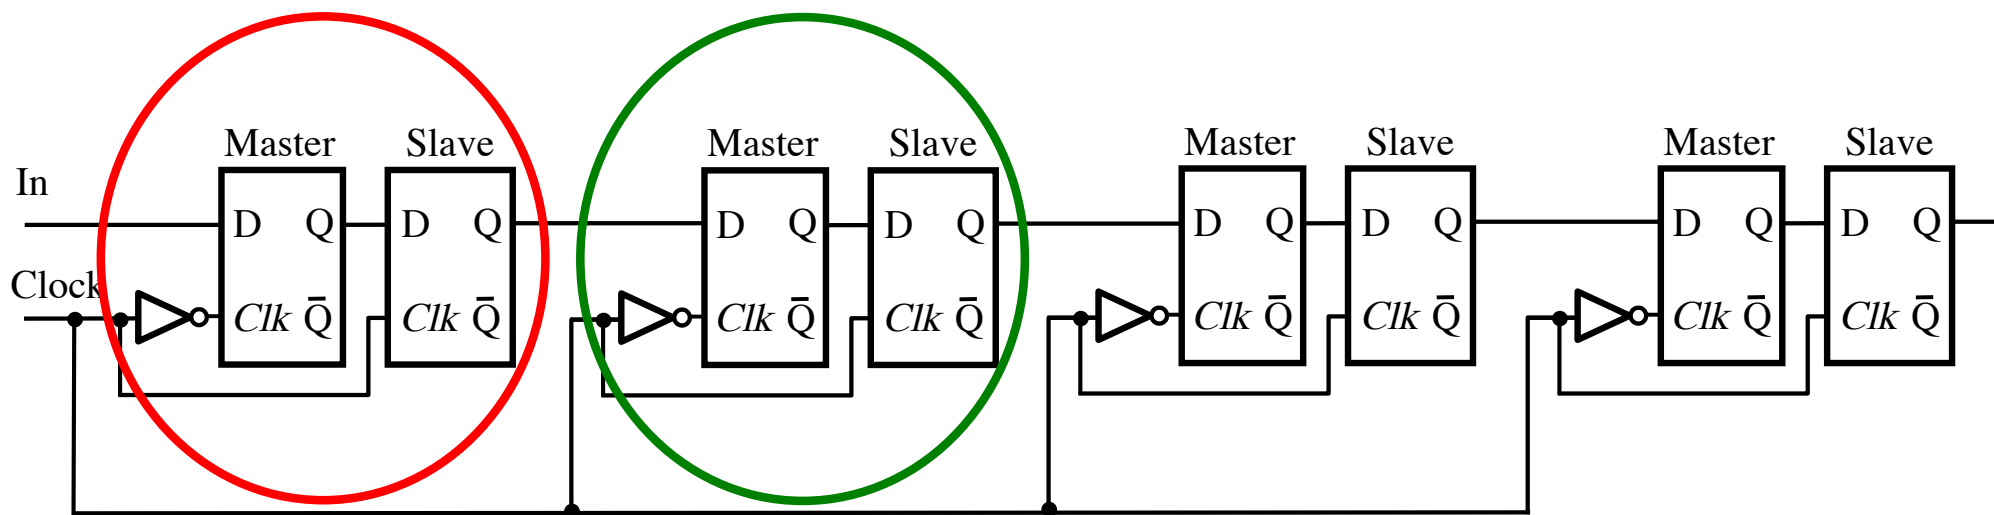 Master Slave Master Slave Master Slave Master Slave
In
D Q D Q D Q D Q D Q D Q D Q D Q
Clock
Clk Q̄ Clk Q̄ Clk Q̄ Clk Q̄ Clk Q̄ Clk Q̄ Clk Q̄ Clk Q̄